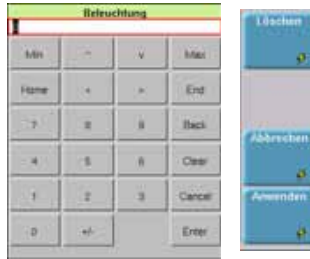 Beleuchtung
Min ^ v Max
Home < > End
7 8 9 Back
4 5 6 Clear
1 2 3 Cancel
0 +/- Enter
Löschen
Abbrechen
Anwenden